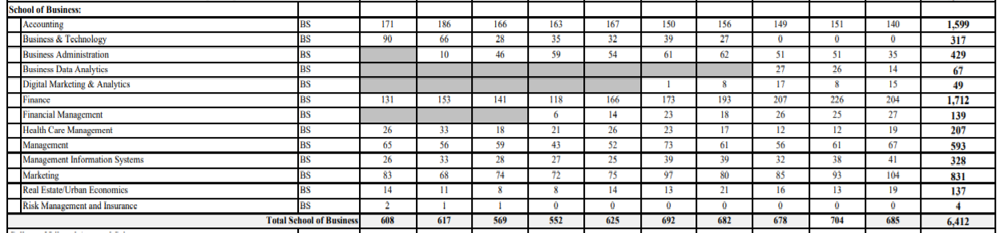 School of Business:
Accounting BS 171 186 166 163 167 150 156 149 151 140 1,599
Business & Technology BS 90 66 28 35 32 39 27 0 0 0 317
Business Administration BS 10 46 59 54 61 62 51 51 35 429
Business Data Analytics BS 27 26 14 67
Digital Marketing & Analytics BS 1 8 17 8 15 49
Finance BS 131 153 141 118 166 173 193 207 226 204 1,712
Financial Management BS 6 14 23 18 26 25 27 139
Health Care Management BS 26 33 18 21 26 23 17 12 12 19 207
Management BS 65 56 59 43 52 73 61 56 61 67 593
Management Information Systems BS 26 33 28 27 25 39 39 32 38 41 328
Marketing BS 83 68 74 72 75 97 80 85 93 104 831
Real Estate/Urban Economics BS 14 11 8 8 14 13 21 16 13 19 137
Risk Management and Insurance BS 2 1 1 0 0 0 0 0 0 0 4
Total School of Business 608 617 569 552 625 692 682 678 704 685 6,412